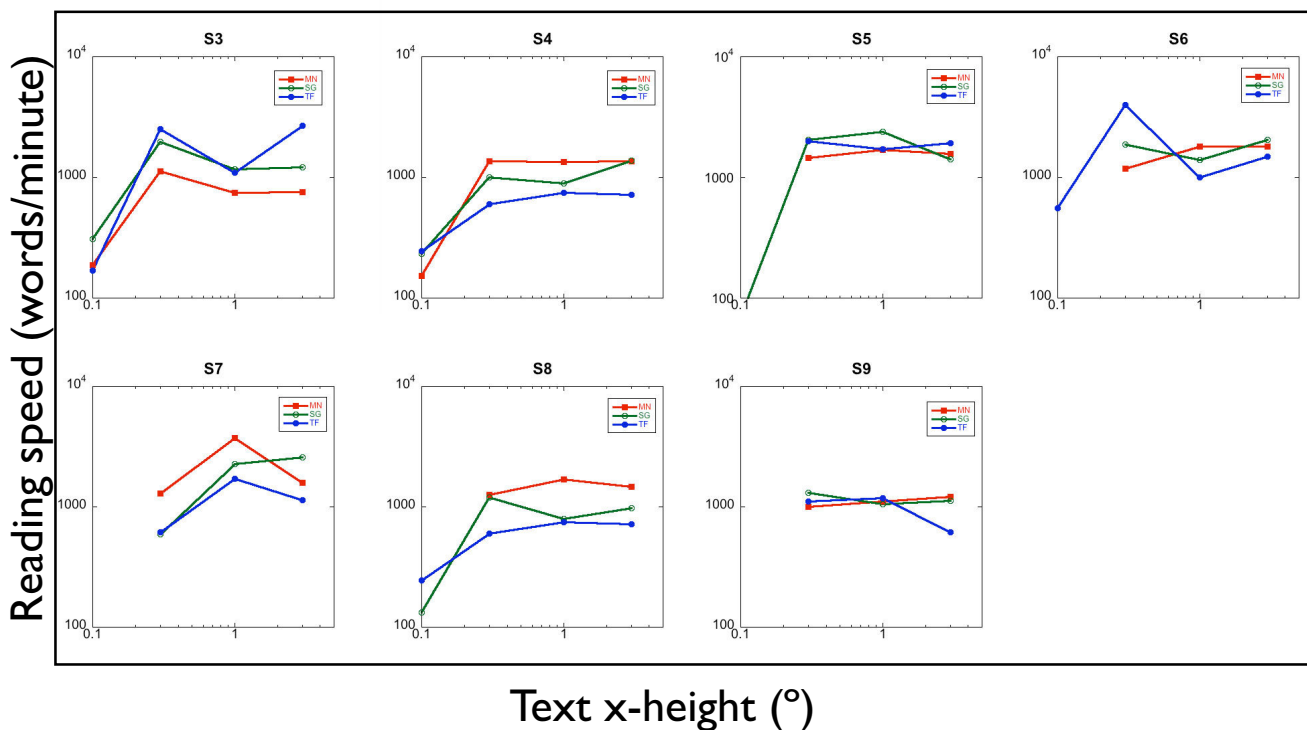 Reading speed (words/minute)
S3
10^4
1000
100
0.1
1
MN
SG
TF
S4
10^4
1000
100
0.1
1
MN
SG
TF
S5
10^4
1000
100
0.1
1
MN
SG
TF
S6
10^4
1000
100
0.1
1
MN
SG
TF
S7
10^4
1000
100
0.1
1
MN
SG
TF
S8
10^4
1000
100
0.1
1
MN
SG
TF
S9
10^4
1000
100
0.1
1
MN
SG
TF
Text x-height (º)